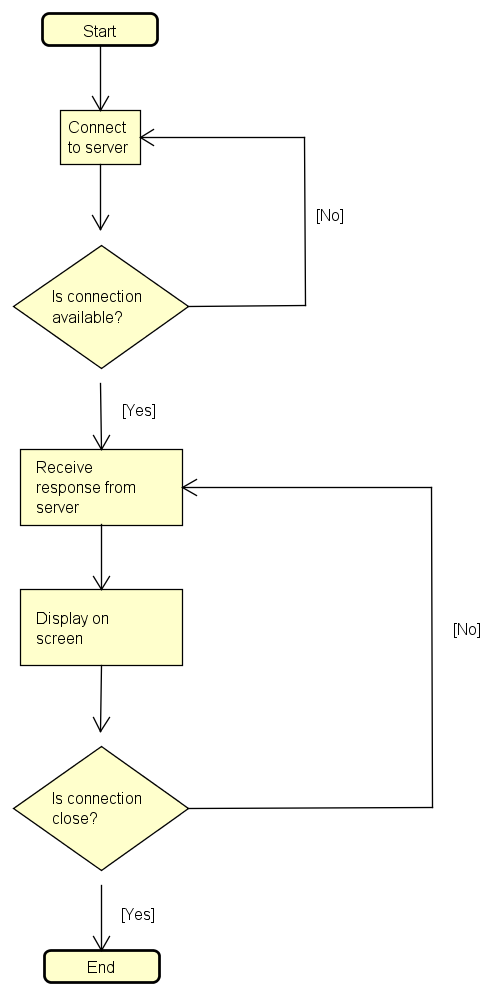 Start
Connect
to server
[No]
Is connection
available?
[Yes]
Receive
response from
server
Display on
screen
[No]
Is connection
close?
[Yes]
End